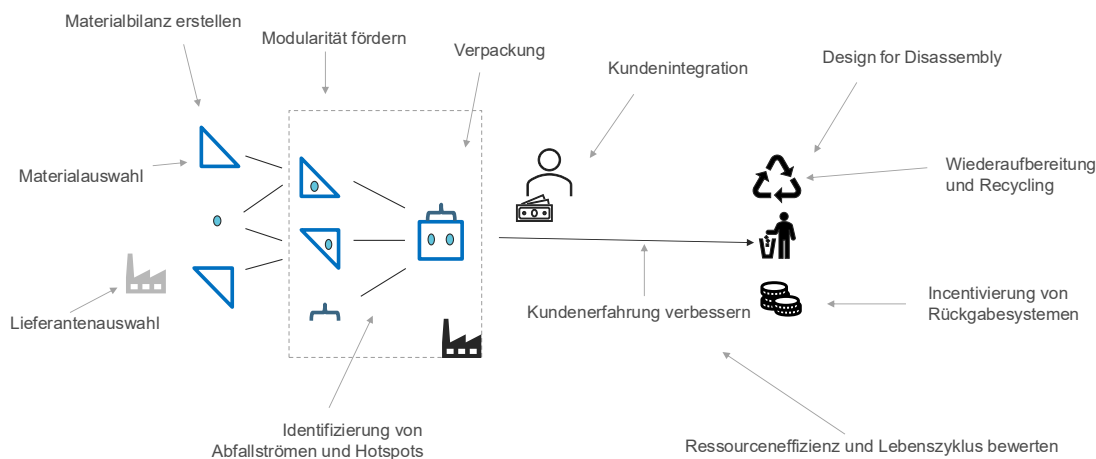 Materialbilanz erstellen
Modularität fördern
Verpackung
Kundenintegration
Design for Disassembly
Materialauswahl
Wiederaufbereitung
und Recycling
Lieferantenauswahl
Kundenerfahrung verbessern
Incentivierung von
Rückgabesystemen
Identifizierung von
Abfallströmen und Hotspots
Ressourceneffizienz und Lebenszyklus bewerten